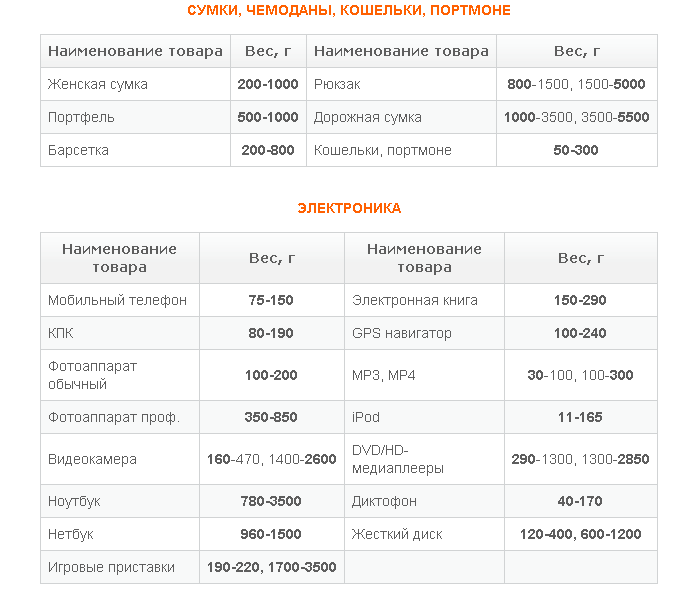 СУМКИ, ЧЕМОДАНЫ, КОШЕЛЬКИ, ПОРТМОНЕ
Наименование товара Вес, г Наименование товара Вес, г
Женская сумка 200-1000 Рюкзак 800-1500, 1500-5000
Портфель 500-1000 Дорожная сумка 1000-3500, 3500-5500
Барсетка 200-800 Кошельки, портмоне 50-300
ЭЛЕКТРОНИКА
Наименование товара Вес, г Наименование товара Вес, г
Мобильный телефон 75-150 Электронная книга 150-290
КПК 80-190 GPS навигатор 100-240
Фотоаппарат обычный 100-200 MP3, MP4 30-100, 100-300
Фотоаппарат проф. 350-850 iPod 11-165
Видеокамера 160-470, 1400-2600 DVD/HD-медиаплееры 290-1300, 1300-2850
Ноутбук 780-3500 Диктофон 40-170
Нетбук 960-1500 Жесткий диск 120-400, 600-1200
Игровые приставки 190-220, 1700-3500